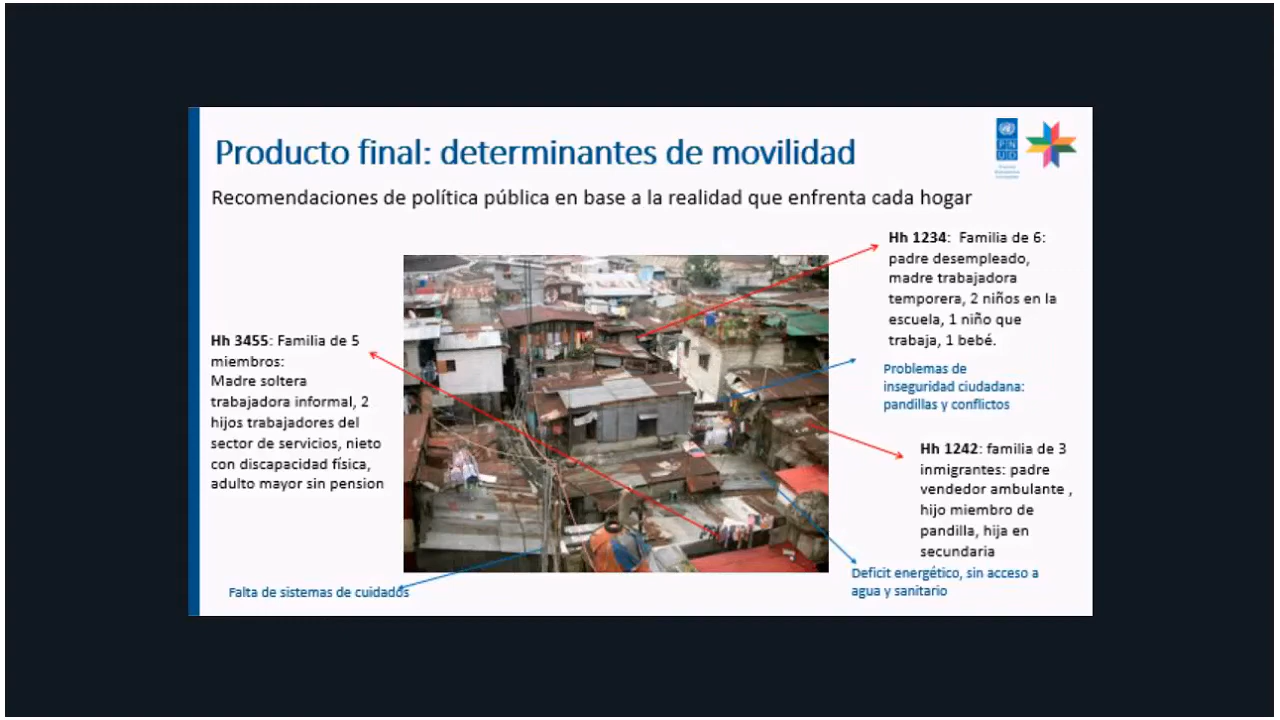 Producto final: determinantes de movilidad
P N
U D
Recomendaciones de política pública en base a la realidad que enfrenta cada hogar
Hh 1234: Familia de 6:
padre desempleado,
madre trabajadora
temporera, 2 niños en la
escuela, 1 niño que
trabaja, 1 bebé.
Hh 3455: Familia de 5
miembros:
Madre soltera
trabajadora informal, 2
hijos trabajadores del
sector de servicios, nieto
con discapacidad física,
adulto mayor sin pension
Problemas de
inseguridad ciudadana:
pandillas y conflictos
Hh 1242: familia de 3
inmigrantes: padre
vendedor ambulante ,
hijo miembro de
pandilla, hija en
secundaria
Deficit energético, sin acceso a
agua y sanitario
Falta de sistemas de cuidados